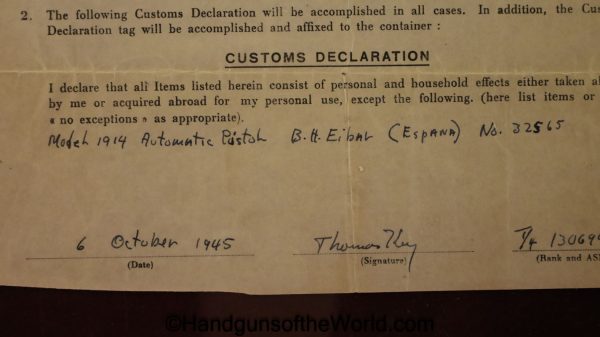 2. The following Customs Declaration will be accomplished in all cases. In addition, the Cus
Declaration tag will be accomplished and affixed to the container :
CUSTOMS DECLARATION
I declare that all Items listed herein consist of personal and household effects either taken a
by me or acquired abroad for my personal use, except the following. (here list items or
« no exceptions » as appropriate).
Model 1914 Automatic Pistol B.H. Eibar (España) No. 32565
6 October 1945 Thomas T/4 130699
(Date) (Signature) (Rank and AS
©HandgunsoftheWorld.com